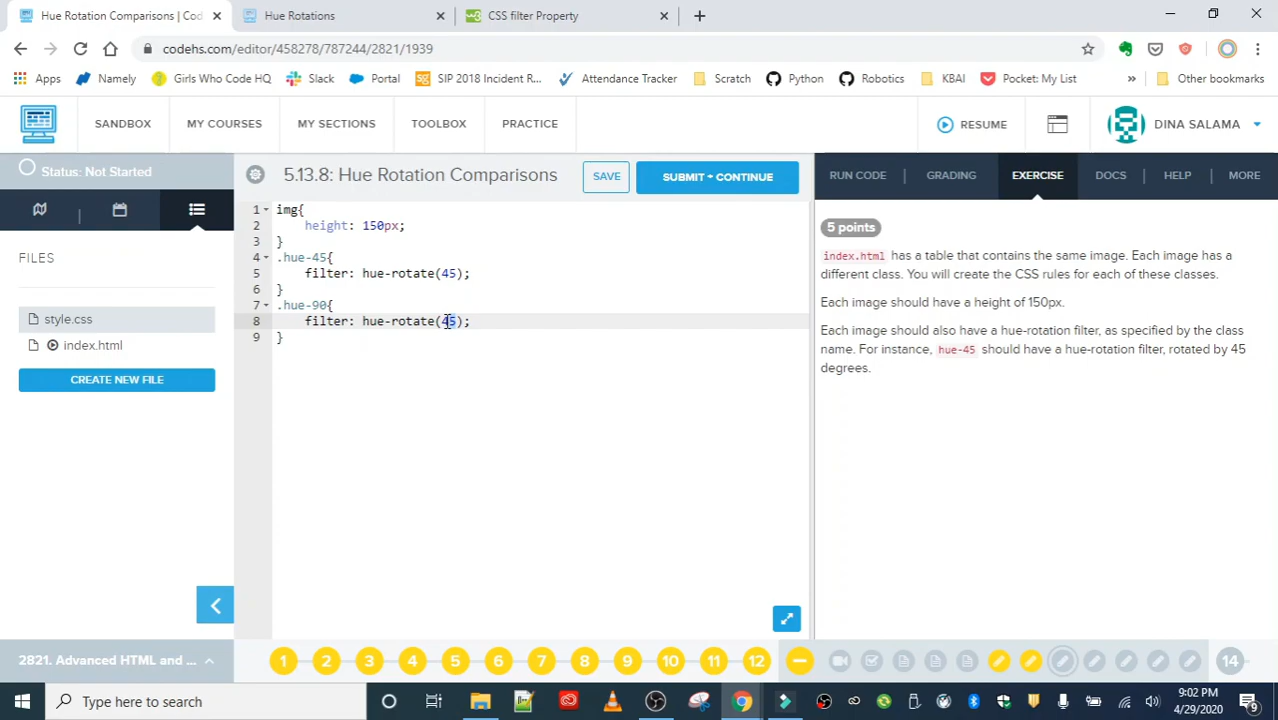 Hue Rotation Comparisons | Cod
Hue Rotations
CSS filter Property
codehs.com/editor/458278/787244/2821/1939
Apps
Namely
Girls Who Code HQ
Slack
Portal
SIP 2018 Incident R...
Attendance Tracker
Scratch
Python
Robotics
KBAI
Pocket: My List
»
Other bookmarks
SANDBOX
MY COURSES
MY SECTIONS
TOOLBOX
PRACTICE
RESUME
DINA SALAMA
Status: Not Started
5.13.8: Hue Rotation Comparisons
SAVE
SUBMIT + CONTINUE
RUN CODE
GRADING
EXERCISE
DOCS
HELP
MORE
FILES
style.css
index.html
CREATE NEW FILE
1 img{
2 height: 150px;
3 }
4 .hue-45{
5 filter: hue-rotate(45);
6 }
7 .hue-90{
8 filter: hue-rotate(45);
9 }
5 points
index.html has a table that contains the same image. Each image has a
different class. You will create the CSS rules for each of these classes.
Each image should have a height of 150px.
Each image should also have a hue-rotation filter, as specified by the class
name. For instance, hue-45 should have a hue-rotation filter, rotated by 45
degrees.
2821. Advanced HTML and ...
1 2 3 4 5 6 7 8 9 10 11 12
14
Type here to search
9:02 PM
4/29/2020
9